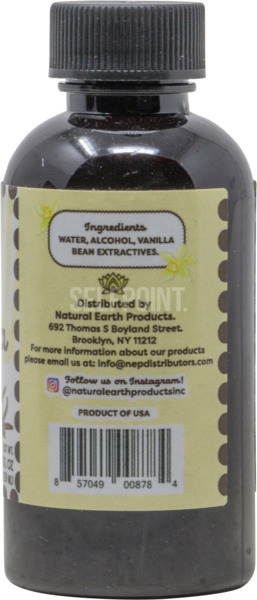 Ingredients
WATER, ALCOHOL, VANILLA
BEAN EXTRACTIVES.
Distributed by
Natural Earth Products.
692 Thomas S Boyland Street.
Brooklyn, NY 11212
For more information about our products
please email us at: info@nepdistributors.com
Follow us on Instagram!
@naturalearthproductsinc
PRODUCT OF USA
8 57049 00878 4